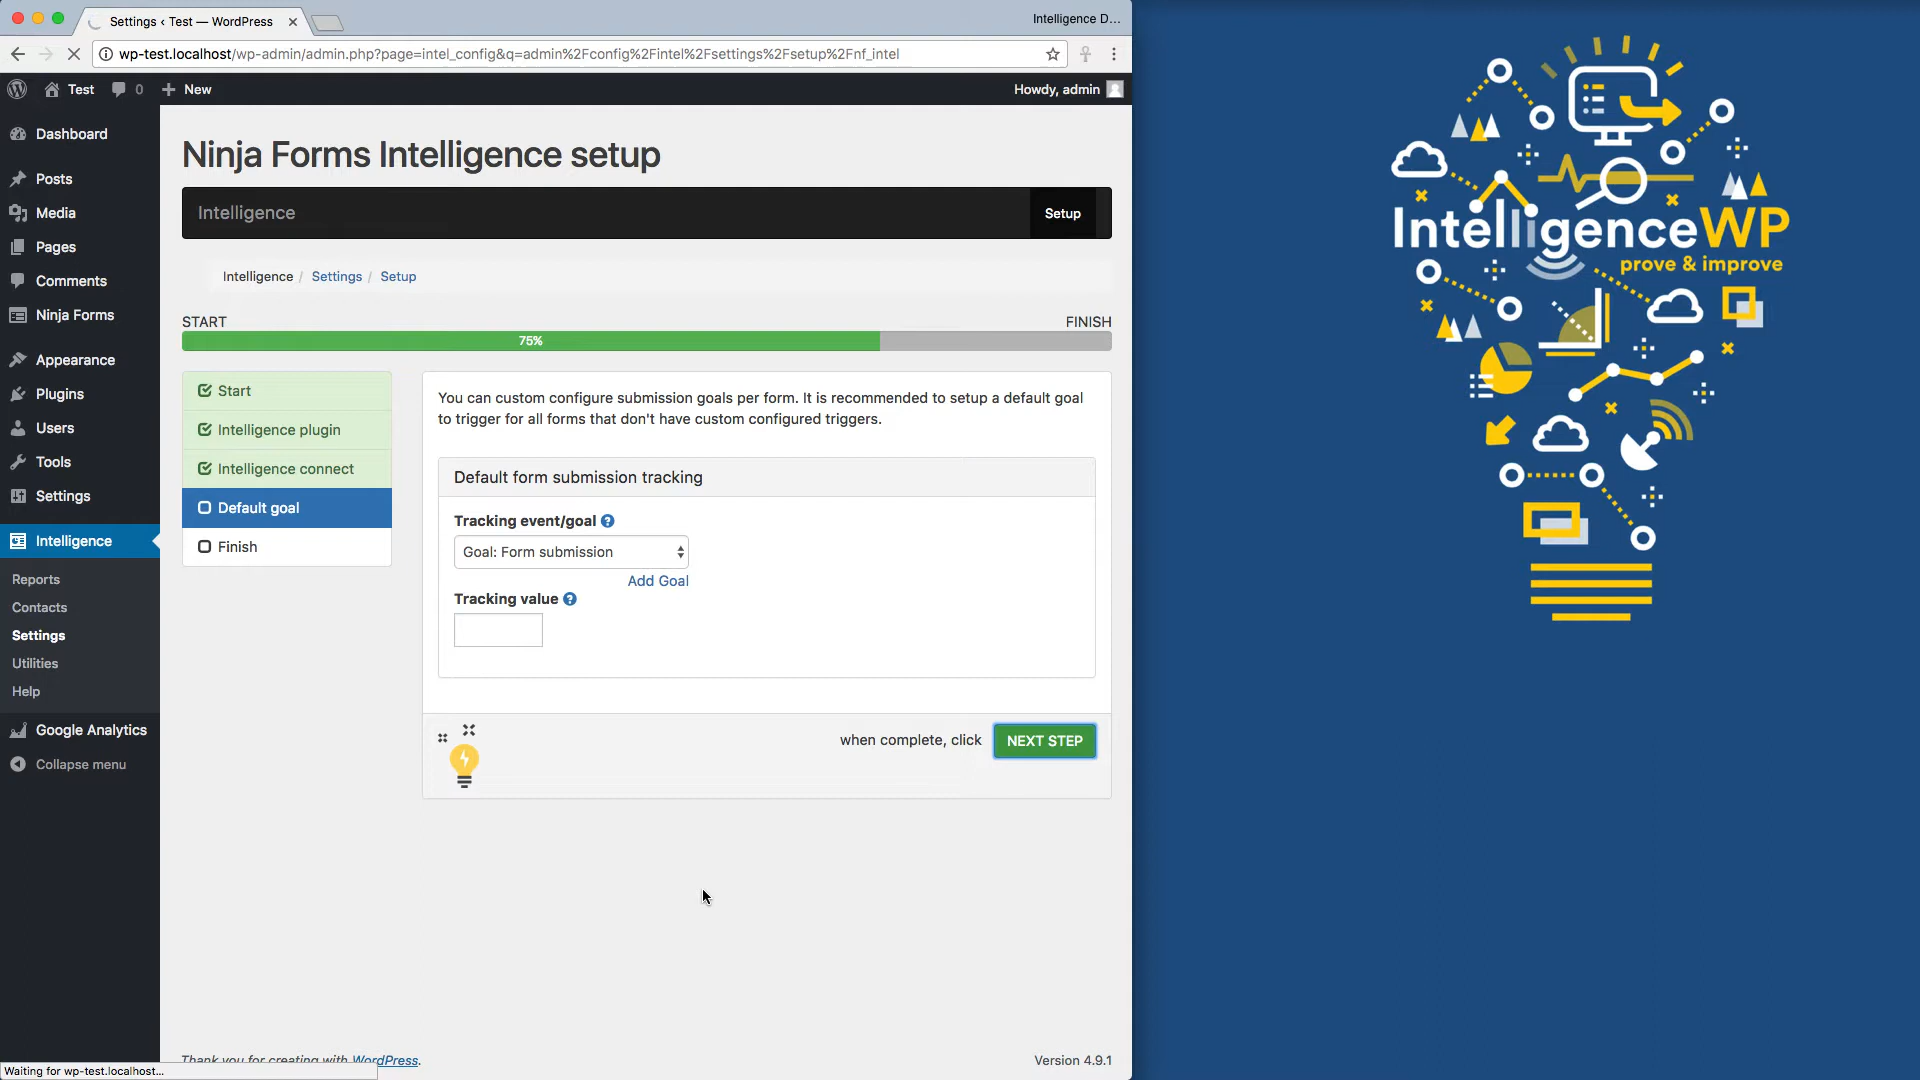 Settings ‹ Test — WordPress
Intelligence D...
wp-test.localhost/wp-admin/admin.php?page=intel_config&q=admin%2Fconfig%2Fintel%2Fsettings%2Fsetup%2Fnf_intel
Test
0
New
Howdy, admin
Dashboard
Posts
Media
Pages
Comments
Ninja Forms
Appearance
Plugins
Users
Tools
Settings
Intelligence
Reports
Contacts
Settings
Utilities
Help
Google Analytics
Collapse menu
Ninja Forms Intelligence setup
Intelligence
Setup
Intelligence / Settings / Setup
START
FINISH
75%
Start
Intelligence plugin
Intelligence connect
Default goal
Finish
You can custom configure submission goals per form. It is recommended to setup a default goal
to trigger for all forms that don't have custom configured triggers.
Default form submission tracking
Tracking event/goal
Goal: Form submission
Add Goal
Tracking value
when complete, click
NEXT STEP
Thank you for creating with WordPress.
Version 4.9.1
Waiting for wp-test.localhost...
IntelligenceWP
prove & improve